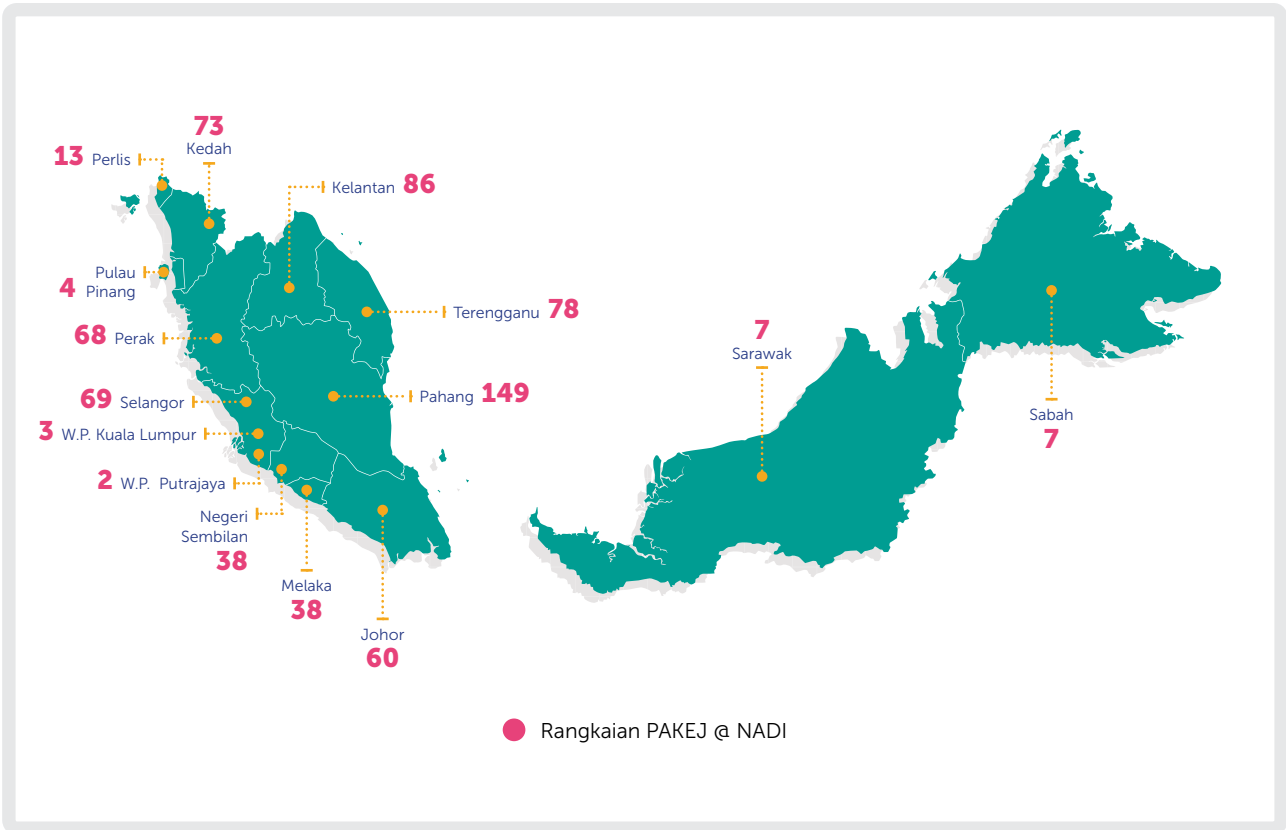 73
Kedah
13 Perlis
Kelantan 86
Pulau
Pinang
4
Terengganu 78
68 Perak
7
Sarawak
69 Selangor
Pahang 149
Sabah
7
3 W.P. Kuala Lumpur
2 W.P. Putrajaya
Negeri
Sembilan
38
Melaka
38
Johor
60
Rangkaian PAKEJ @ NADI